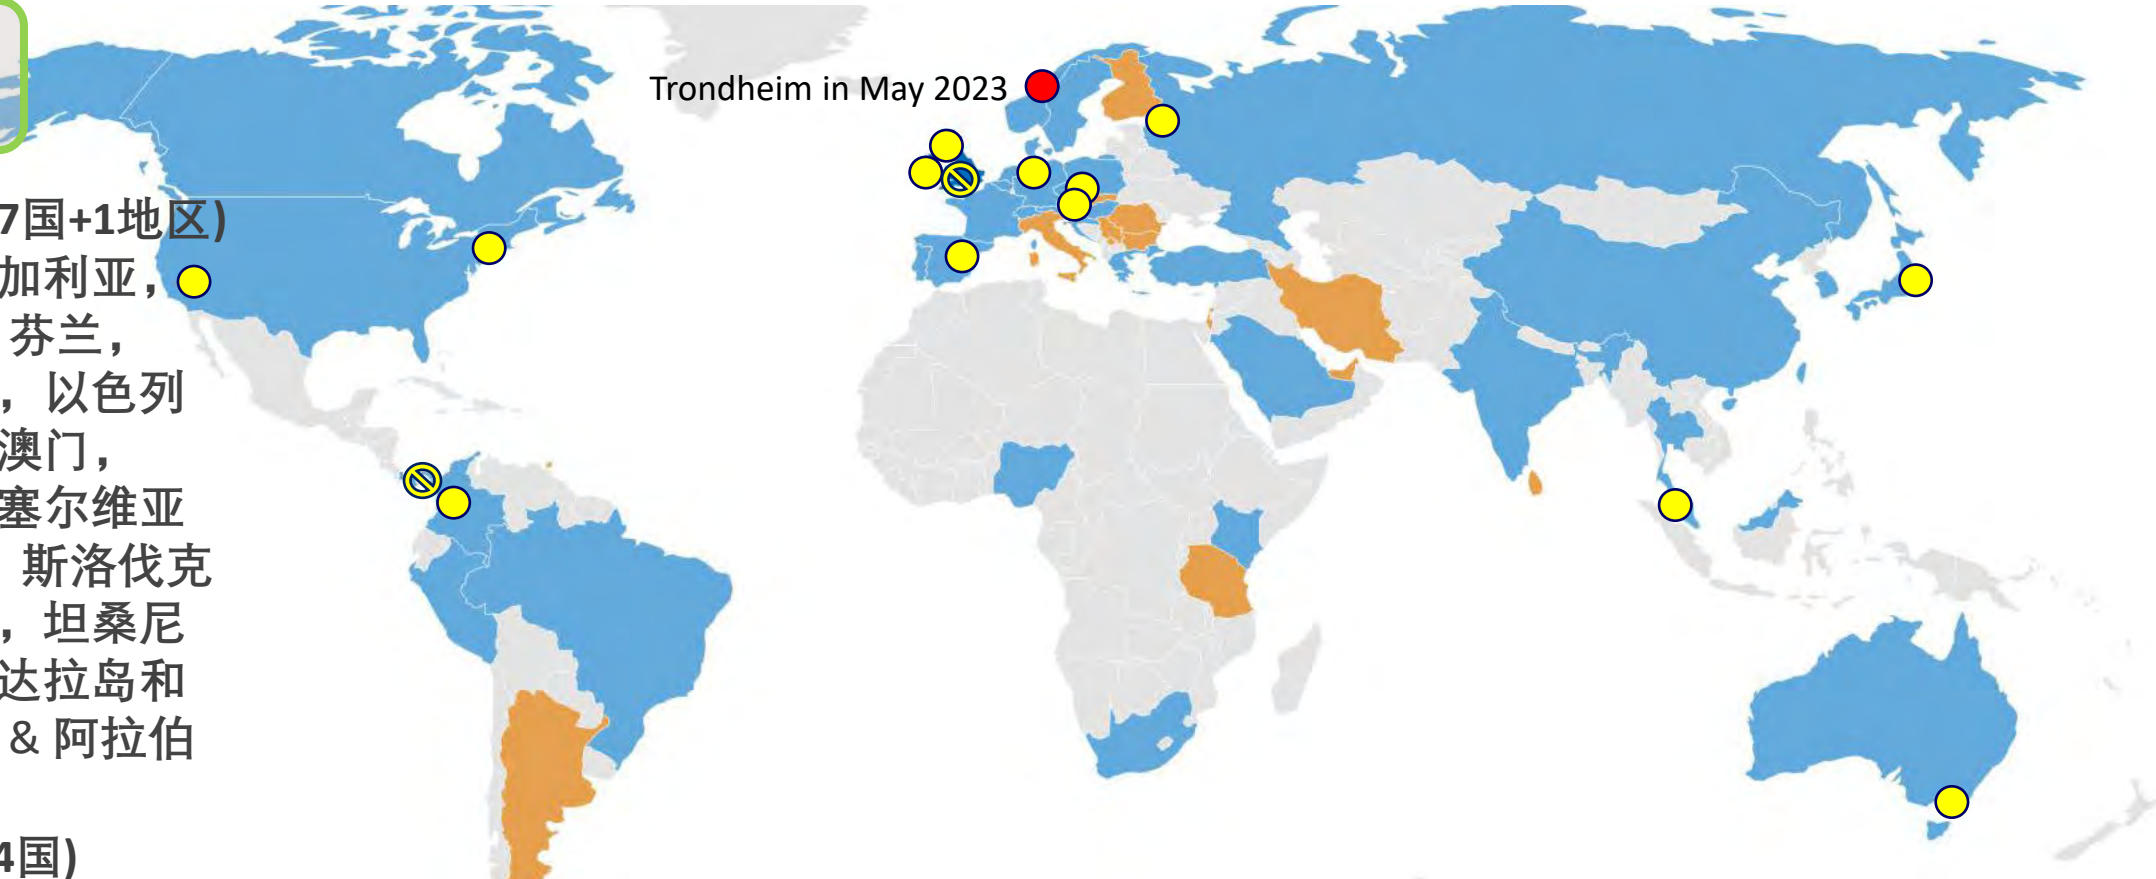 Trondheim in May 2023
7国+1地区)
加利亚，
芬兰，
，以色列
澳门，
塞尔维亚
斯洛伐克
，坦桑尼
达拉岛和
& 阿拉伯
4国)